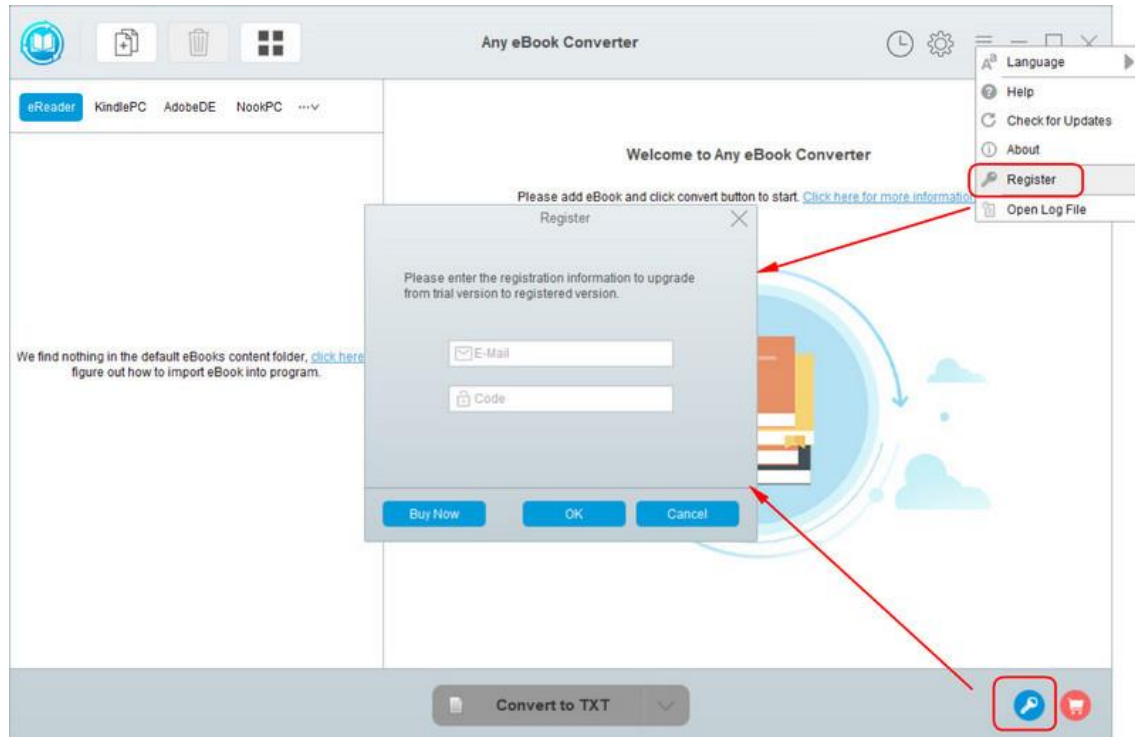 Any eBook Converter
Language
Help
Check for Updates
About
Register
Open Log File
eReader KindlePC AdobeDE NookPC ...
Welcome to Any eBook Converter
Please add eBook and click convert button to start. Click here for more information
Register
Please enter the registration information to upgrade
from trial version to registered version.
E-Mail
Code
We find nothing in the default eBooks content folder, click here
figure out how to import eBook into program.
Buy Now OK Cancel
Convert to TXT